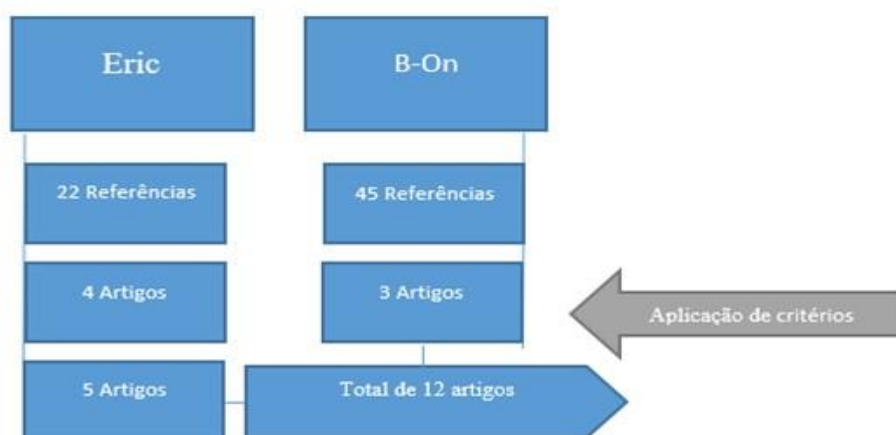 Eric
B-On
22 Referências
45 Referências
4 Artigos
3 Artigos
Aplicação de critérios
5 Artigos
Total de 12 artigos